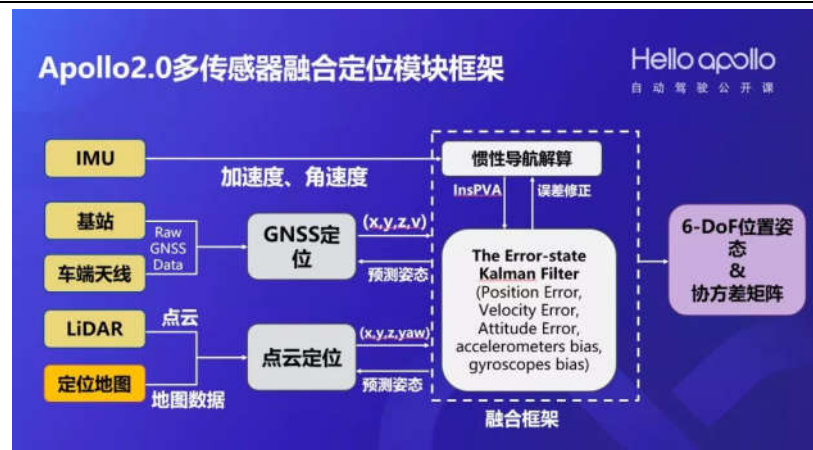 Apollo2.0多传感器融合定位模块框架
Hello apollo
自动驾驶公开课
IMU
加速度、角速度
惯性导航解算
InsPVA
误差修正
基站
车端天线
Raw
GNSS
Data
GNSS定
位
(x,y,z,v)
预测姿态
The Error-state
Kalman Filter
(Position Error,
Velocity Error,
Attitude Error,
accelerometers bias,
gyroscopes bias)
6-DoF位置姿
态
&
协方差矩阵
LiDAR
点云
定位地图
地图数据
点云定位
(x,y,z,yaw)
预测姿态
融合框架